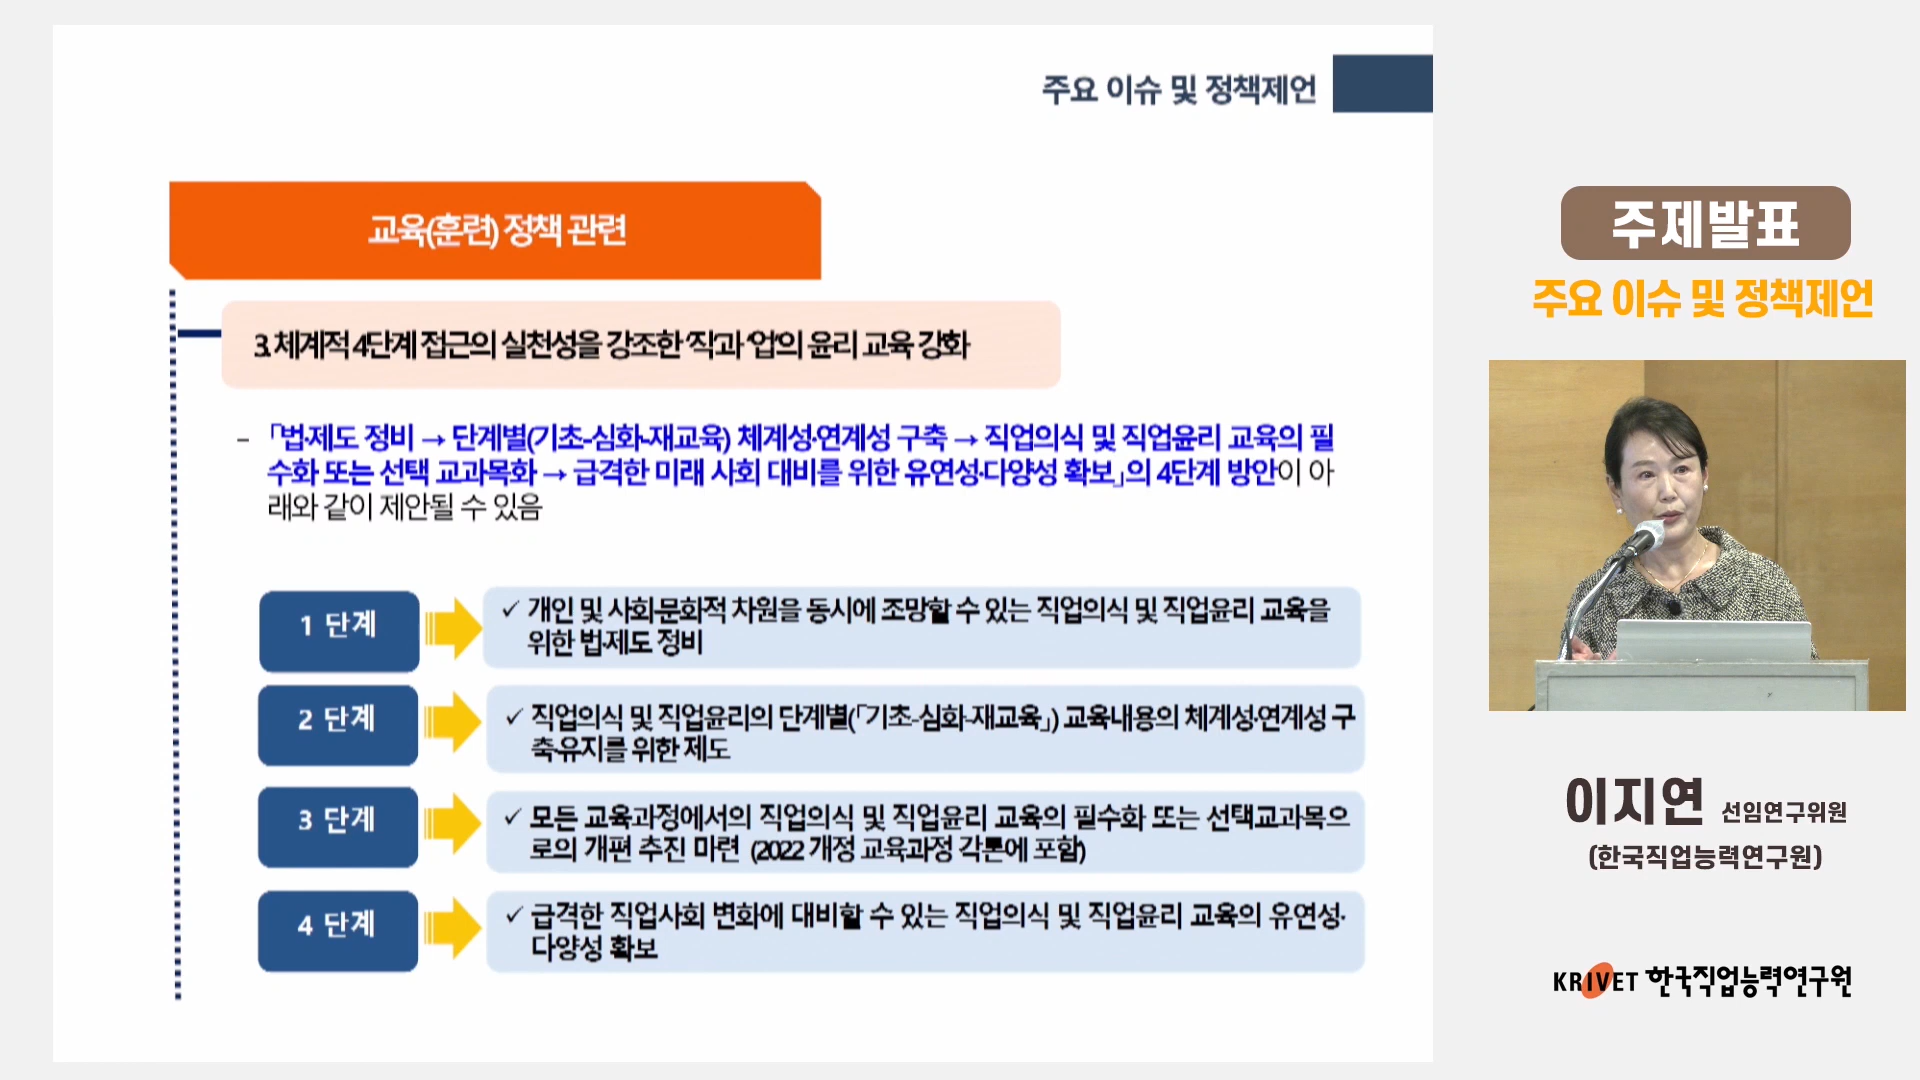 주요 이슈 및 정책제언
교육(훈련) 정책 관련
3. 체계적 4단계 접근의 실천성을 강조한 ‘직’과 ‘업’의 윤리 교육 강화
– 「법·제도 정비 → 단계별(기초-심화-재교육) 체계성·연계성 구축 → 직업의식 및 직업윤리 교육의 필
수화 또는 선택 교과목화 → 급격한 미래 사회 대비를 위한 유연성·다양성 확보」의 4단계 방안이 아
래와 같이 제안될 수 있음
1 단계
✓ 개인 및 사회·문화적 차원을 동시에 조망할 수 있는 직업의식 및 직업윤리 교육을
위한 법·제도 정비
2 단계
✓ 직업의식 및 직업윤리의 단계별(「기초-심화-재교육」) 교육내용의 체계성·연계성 구
축·유지를 위한 제도
3 단계
✓ 모든 교육과정에서의 직업의식 및 직업윤리 교육의 필수화 또는 선택교과목으
로의 개편 추진 마련 (2022 개정 교육과정 각론에 포함)
4 단계
✓ 급격한 직업사회 변화에 대비할 수 있는 직업의식 및 직업윤리 교육의 유연성·
다양성 확보
주제발표
주요 이슈 및 정책제언
이지연 선임연구위원
(한국직업능력연구원)
KRIVET 한국직업능력연구원